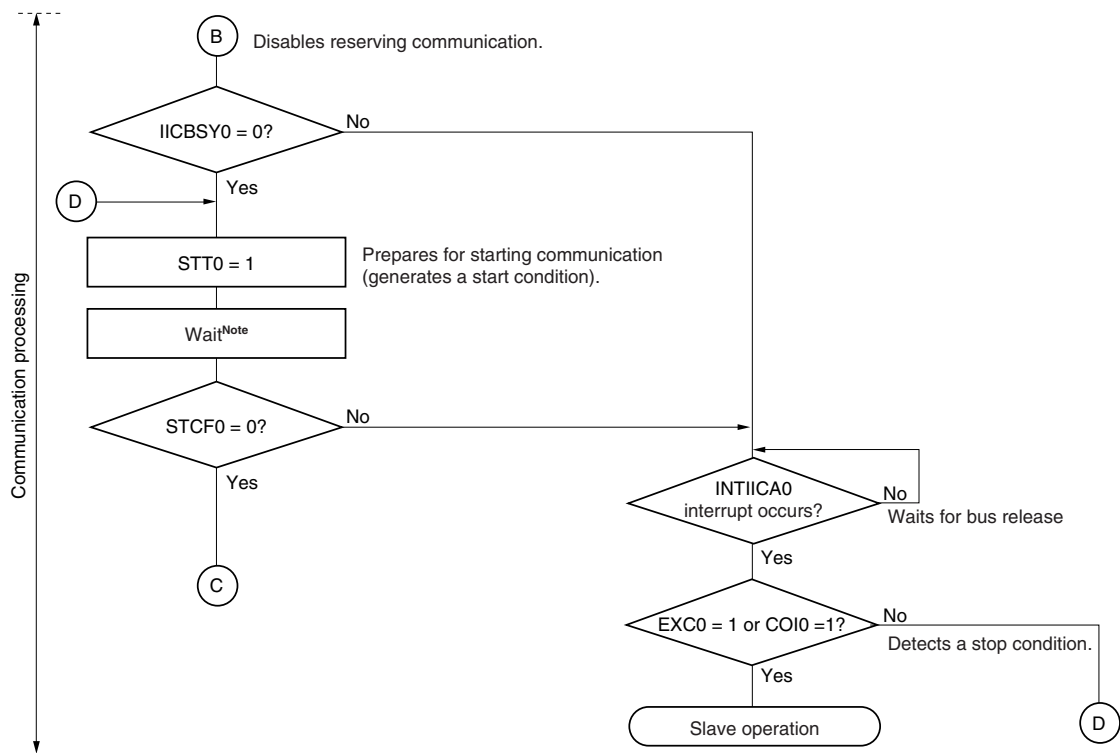 B
Disables reserving communication.
IICBSY0 = 0?
No
Yes
D
STT0 = 1
Prepares for starting communication
(generates a start condition).
WaitNote
Communication processing
STCF0 = 0?
No
Yes
INTIICA0
interrupt occurs?
No
Waits for bus release
Yes
C
EXC0 = 1 or COI0 =1?
No
Detects a stop condition.
Yes
Slave operation
D